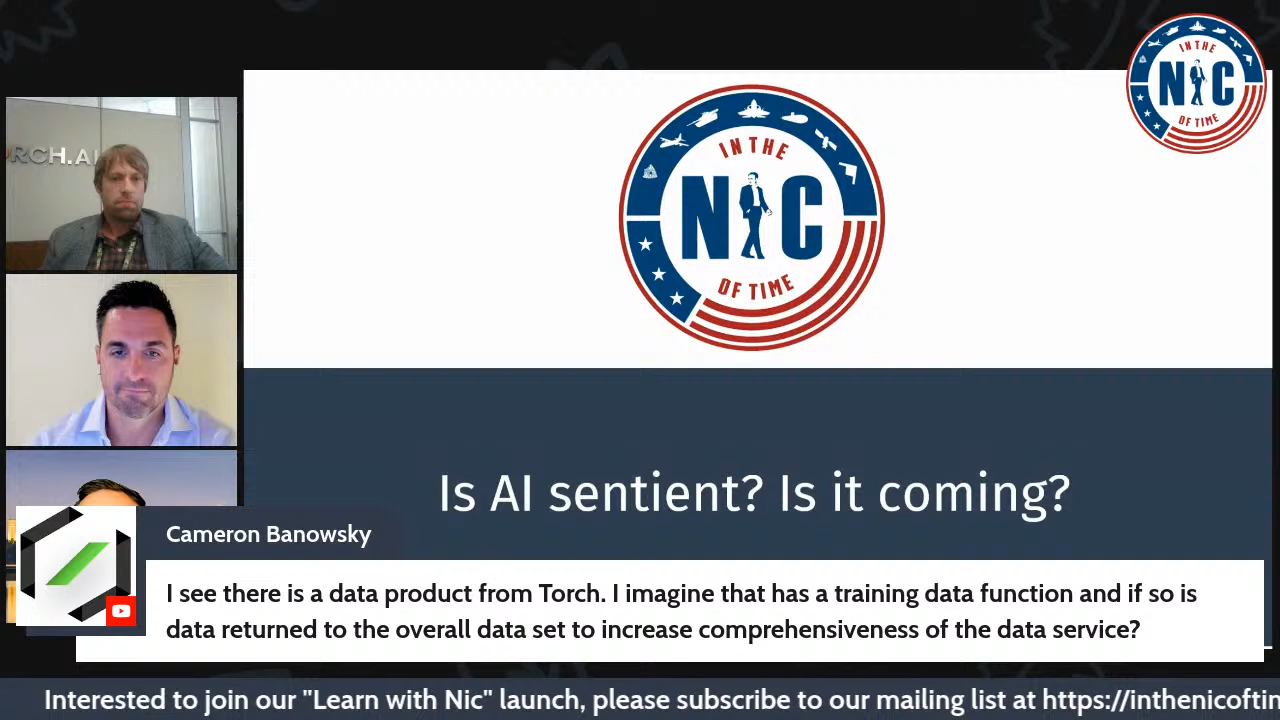 IN THE
NIC
OF TIME
RCH.AI
IN THE
NIC
OF TIME
Is AI sentient? Is it coming?
Cameron Banowsky
I see there is a data product from Torch. I imagine that has a training data function and if so is
data returned to the overall data set to increase comprehensiveness of the data service?
Interested to join our "Learn with Nic" launch, please subscribe to our mailing list at https://inthenicoftin